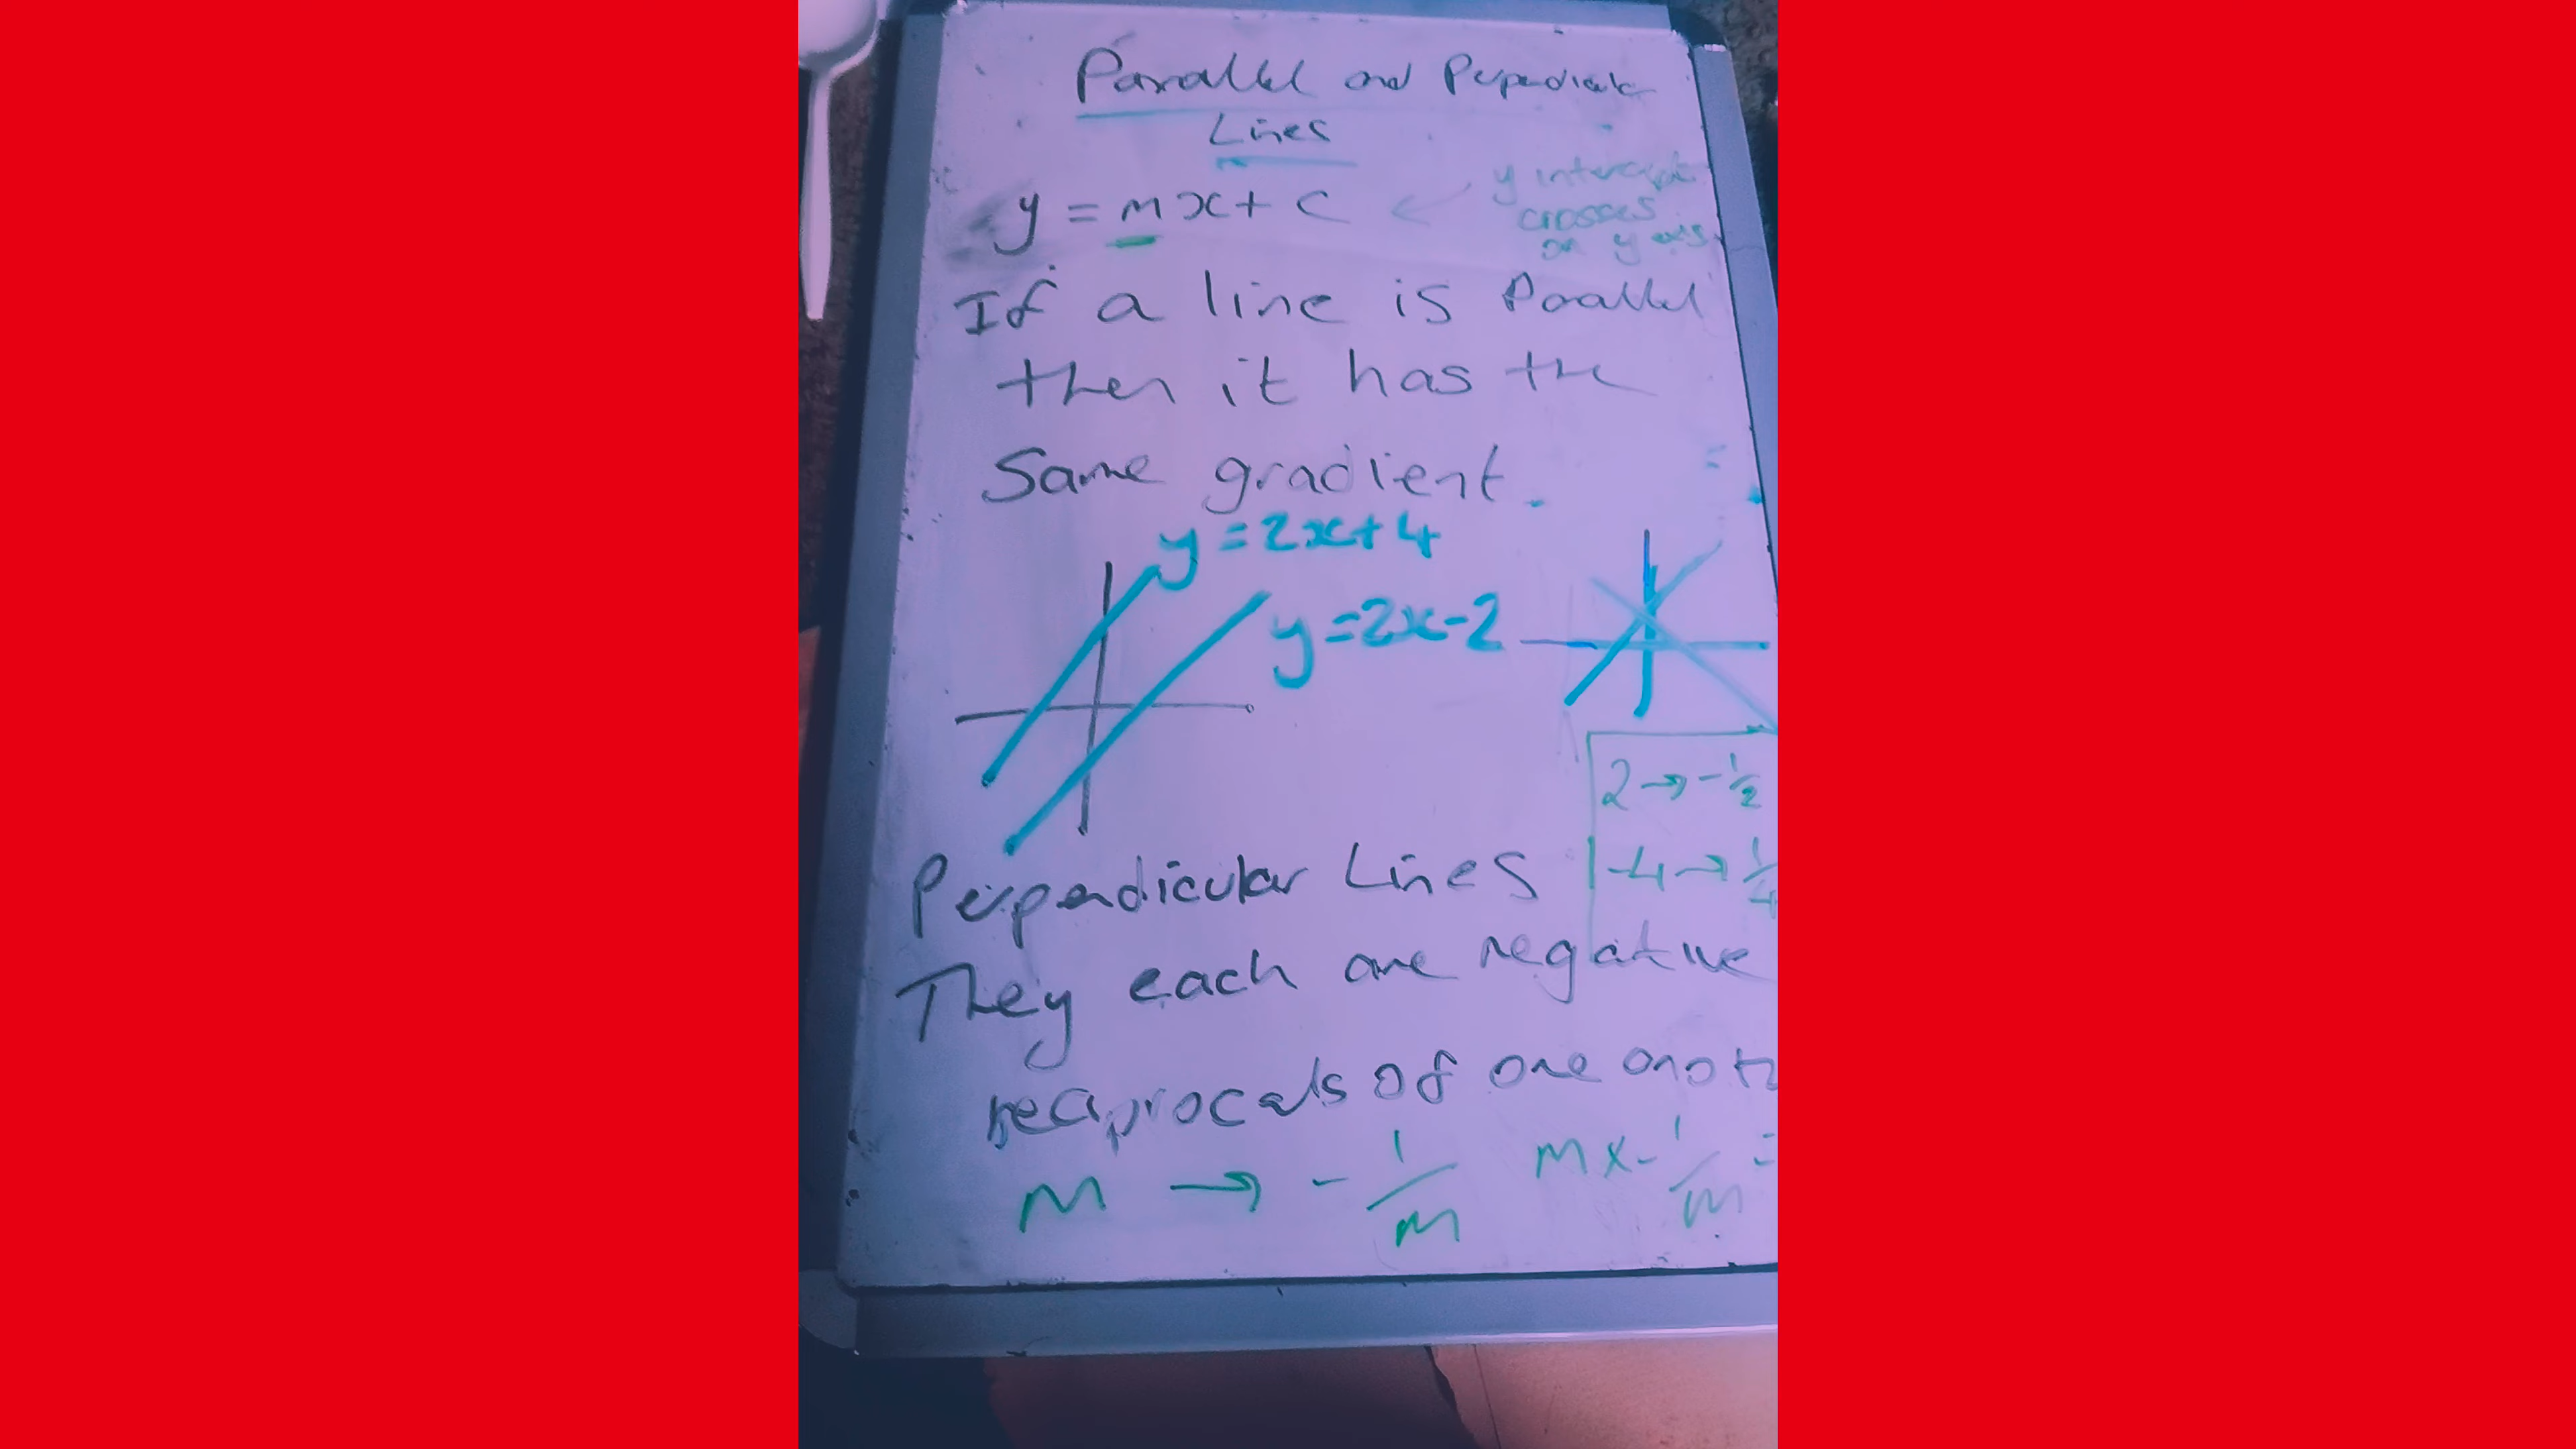 Parallel and Perpendicular
Lines
y = mx + c
y intercept
crosses
on y axis
If a line is Parallel
then it has the
Same gradient.
y = 2x + 4
y = 2x - 2
2 → -1/2
-4 → 1/4
Perpendicular Lines
They each are negative
reciprocals of one anoth
m → -1/m
m x -1/m =